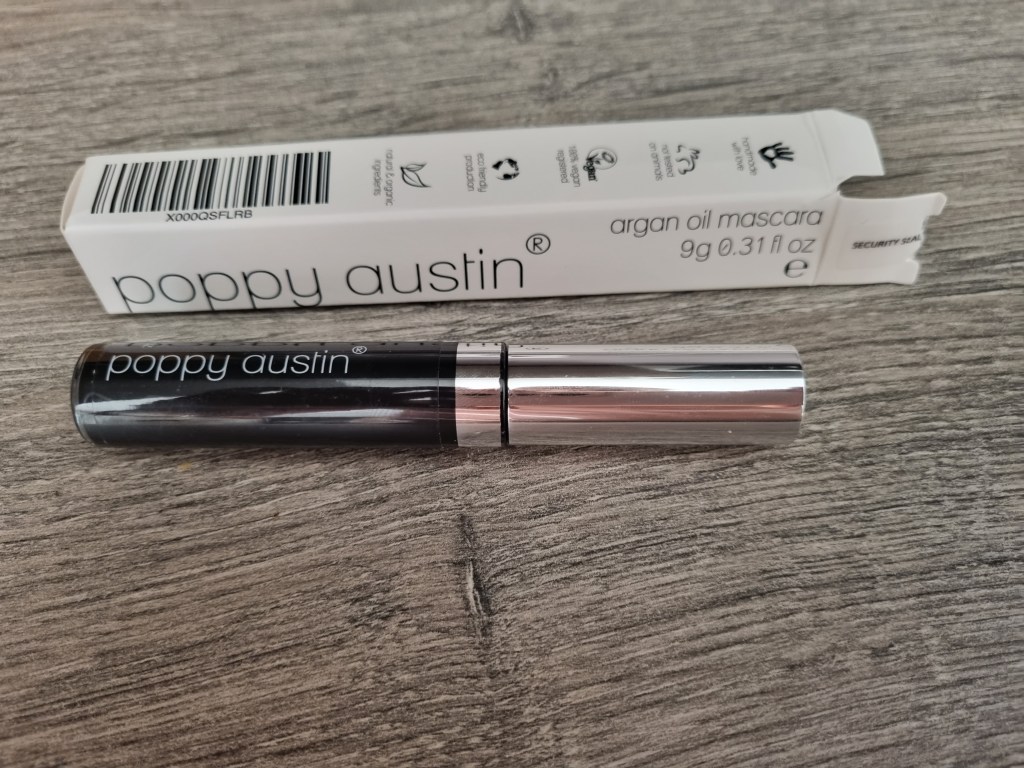 handmade
with love
not tested
on animals
100% vegan
registered
vegan
eco friendly
production
natural & organic
ingredients
X000QSFLRB
poppy austin®
argan oil mascara
9g 0.31 fl oz
e
SECURITY SEAL
poppy austin®